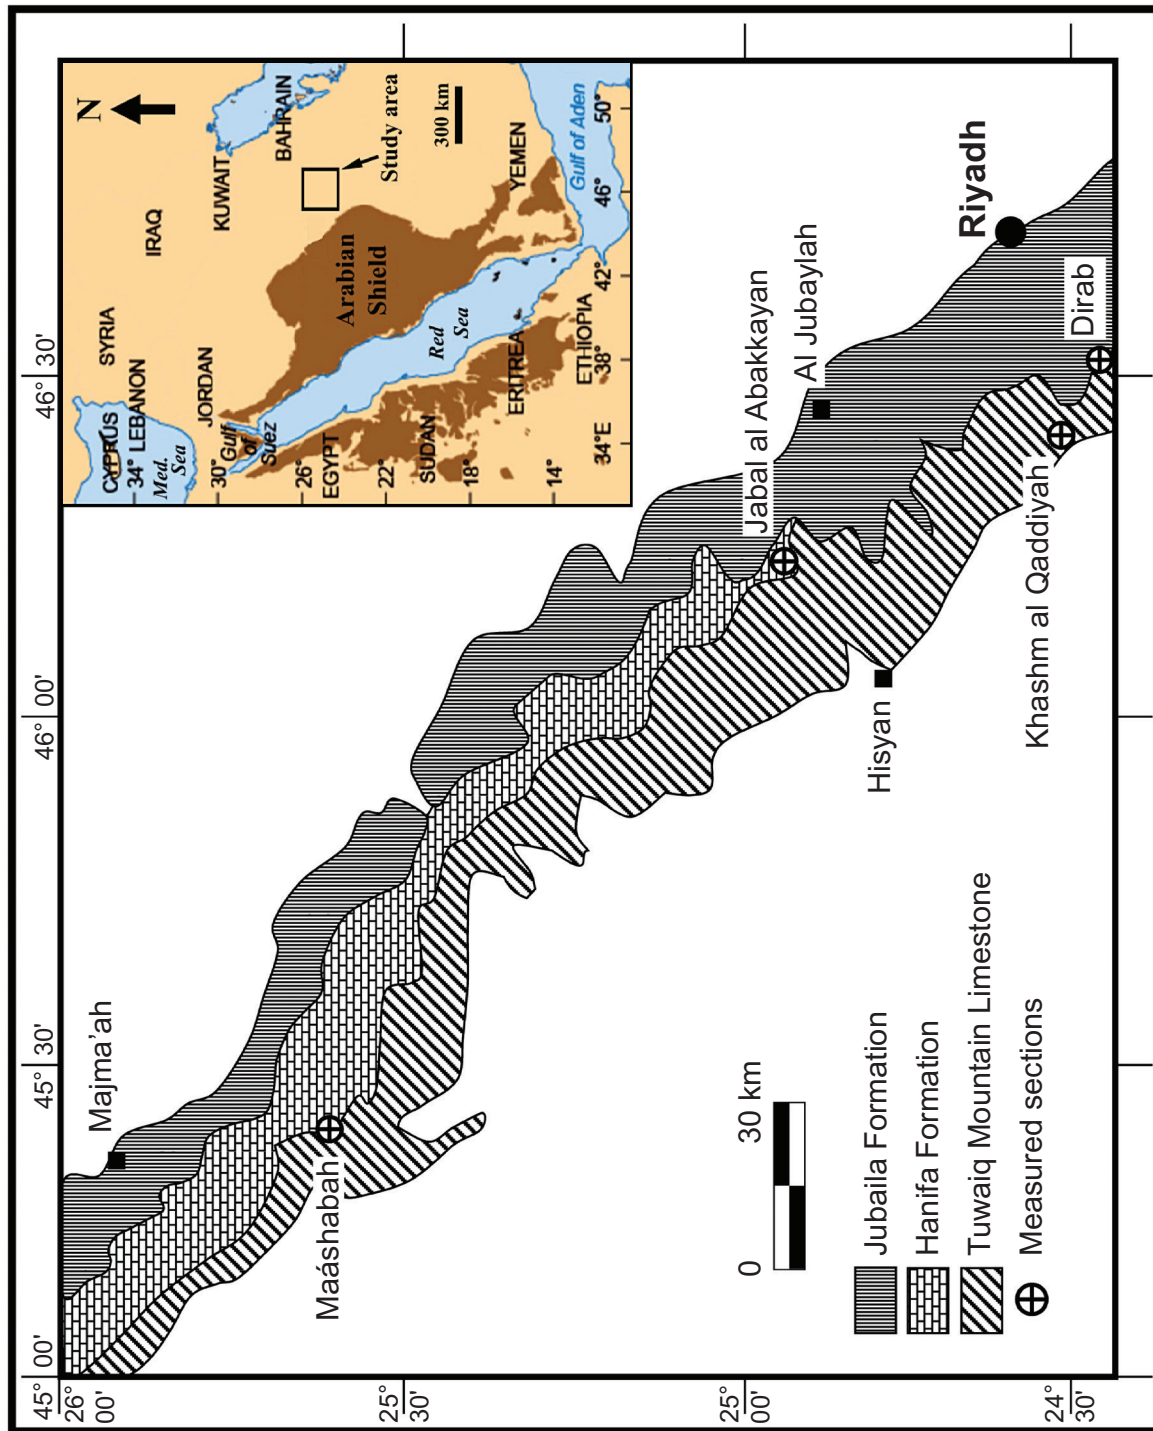 45° 00'
45° 30'
46° 00'
46° 30'
26° 00'
25° 30'
25° 00'
24° 30'
Majma'ah
Maáshabah
Jabal al Abakkayan
Al Jubaylah
Riyadh
Dirab
Khashm al Qaddiyah
Hisyan
0 30 km
Jubaila Formation
Hanifa Formation
Tuwaiq Mountain Limestone
Measured sections
N
CYPRUS
SYRIA
LEBANON
Med.
Sea
IRAQ
JORDAN
KUWAIT
BAHRAIN
Gulf
of
Suez
EGYPT
Arabian
Shield
Study area
300 km
Red
Sea
SUDAN
ERITREA
ETHIOPIA
YEMEN
Gulf of Aden
34°
30°
26°
22°
18°
14°
34°E
38°
42°
46°
50°